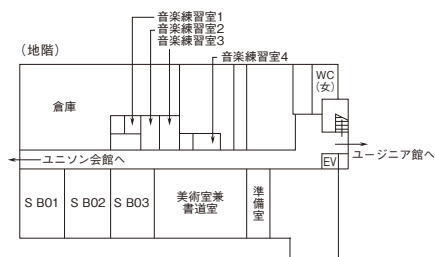 音楽練習室1
音楽練習室2
音楽練習室3
音楽練習室4
（地階）
WC
（女）
倉庫
ユージニア館へ
ユニソン会館へ
EV
S B01
S B02
S B03
美術室兼
書道室
準備室